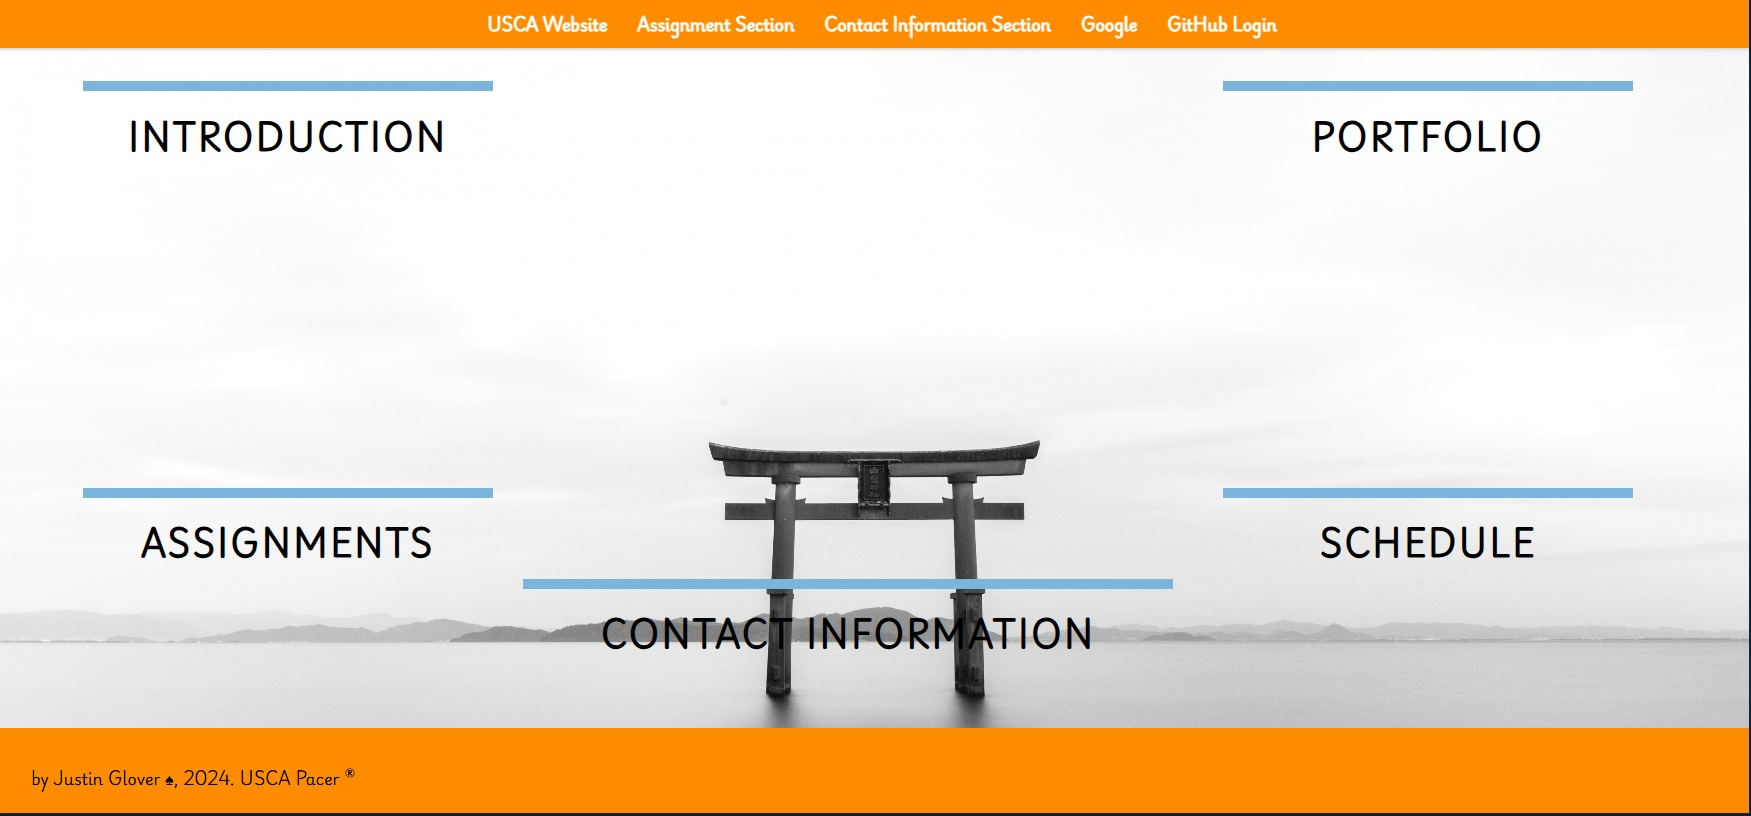 USCA Website Assignment Section Contact Information Section Google GitHub Login
INTRODUCTION
PORTFOLIO
ASSIGNMENTS
SCHEDULE
CONTACT INFORMATION
by Justin Glover ♠, 2024. USCA Pacer ®